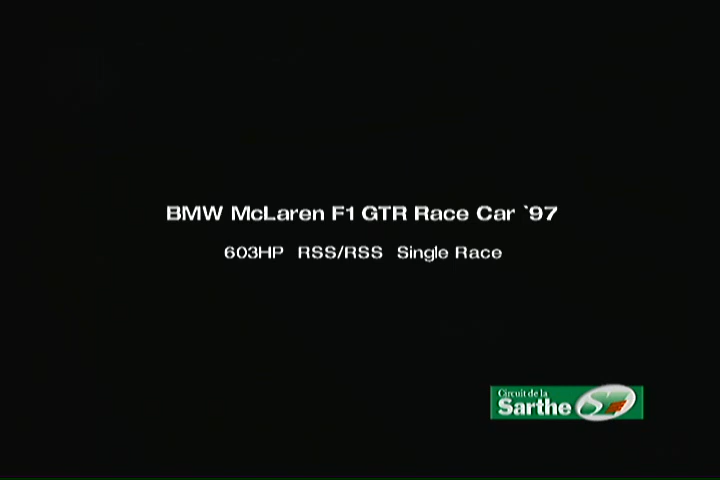 BMW McLaren F1 GTR Race Car `97
603HP RSS/RSS Single Race
Circuit de la
Sarthe